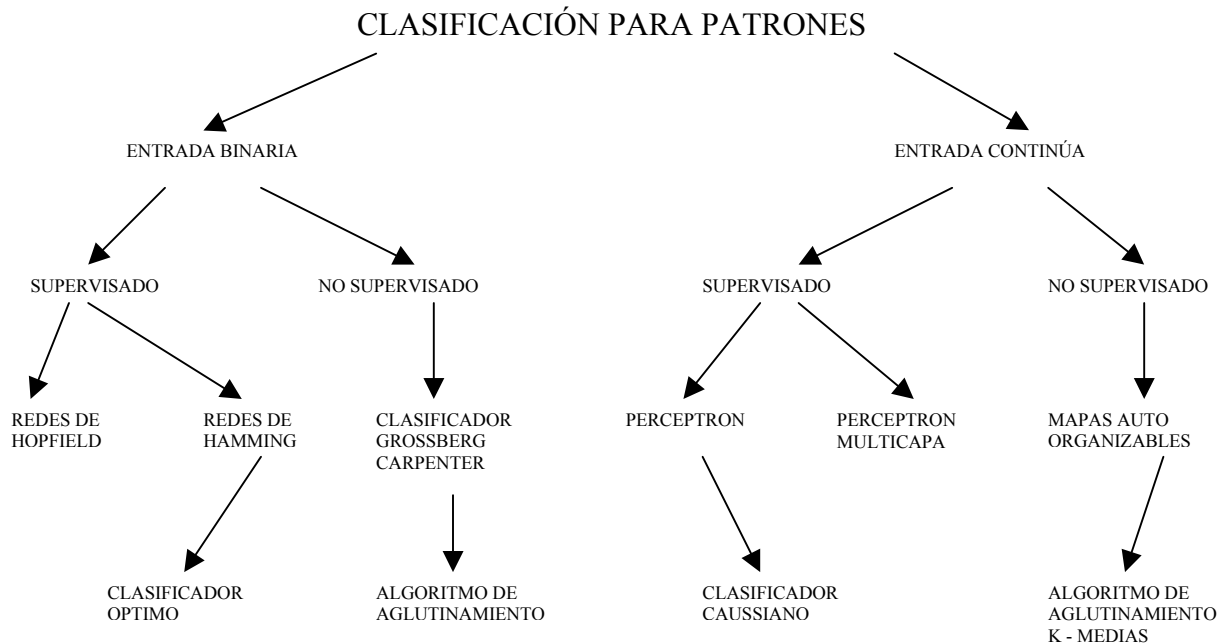 CLASIFICACIÓN PARA PATRONES
ENTRADA BINARIA
ENTRADA CONTINÚA
SUPERVISADO
NO SUPERVISADO
SUPERVISADO
NO SUPERVISADO
REDES DE
HOPFIELD
REDES DE
HAMMING
CLASIFICADOR
GROSSBERG
CARPENTER
PERCEPTRON
PERCEPTRON
MULTICAPA
MAPAS AUTO
ORGANIZABLES
CLASIFICADOR
OPTIMO
ALGORITMO DE
AGLUTINAMIENTO
CLASIFICADOR
CAUSSIANO
ALGORITMO DE
AGLUTINAMIENTO
K - MEDIAS